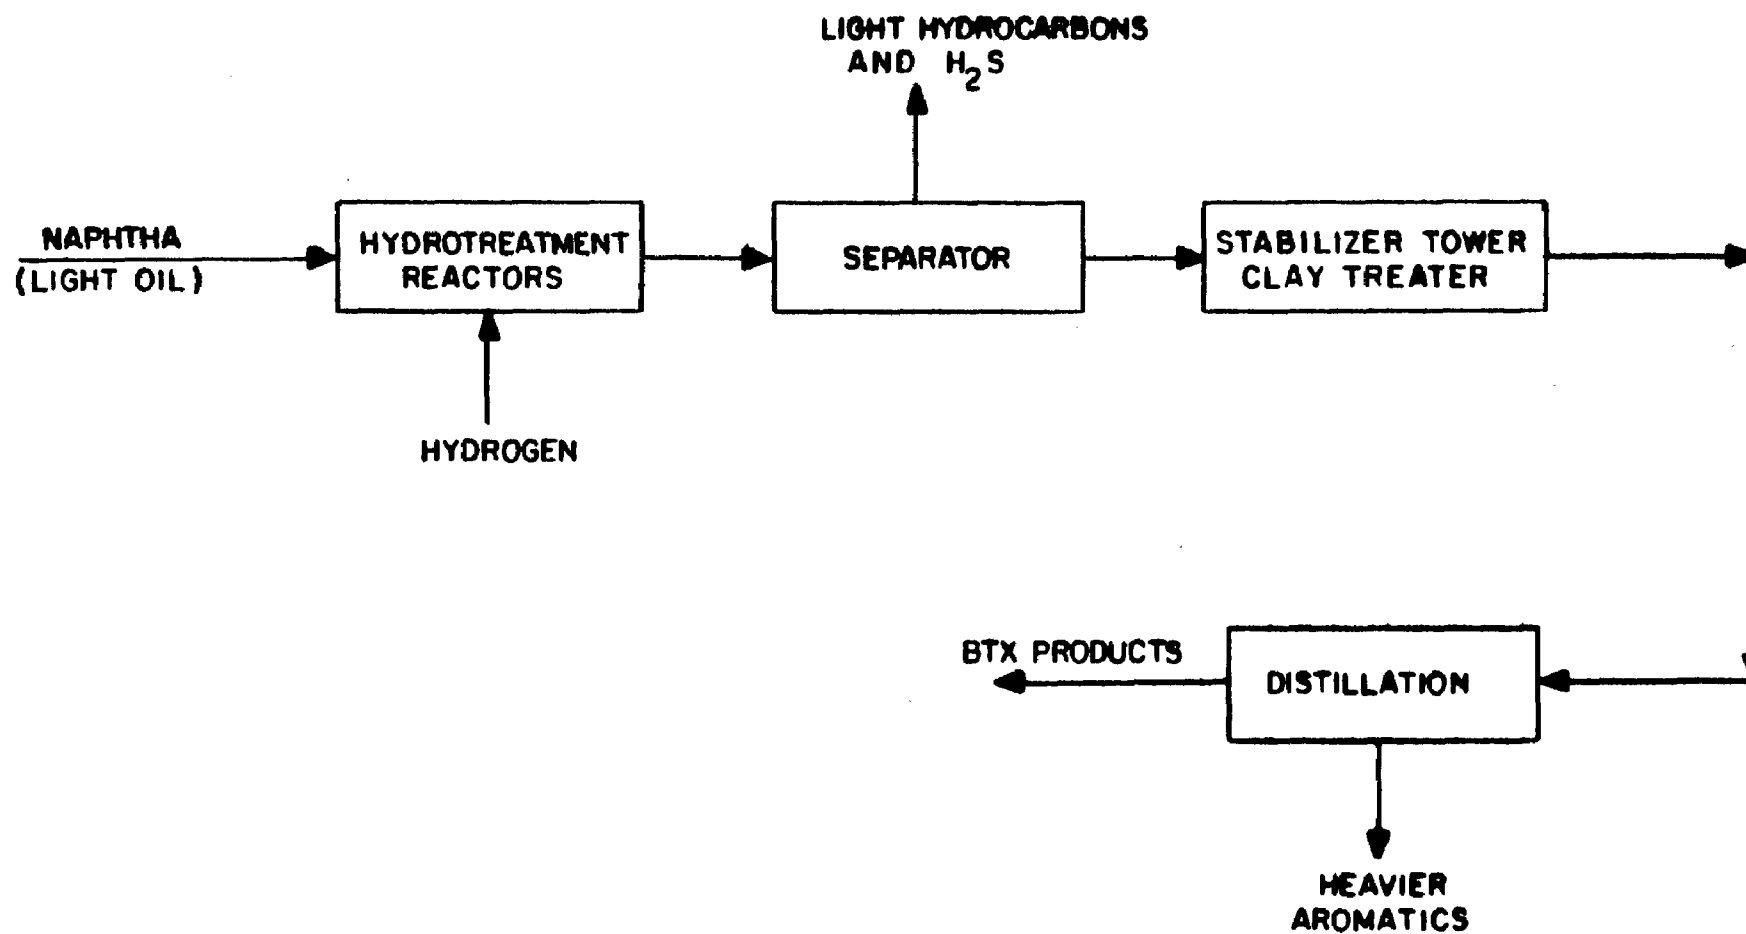 LIGHT HYDROCARBONS
AND H₂S
NAPHTHA
(LIGHT OIL)
HYDROTREATMENT
REACTORS
SEPARATOR
STABILIZER TOWER
CLAY TREATER
HYDROGEN
BTX PRODUCTS
DISTILLATION
HEAVIER
AROMATICS